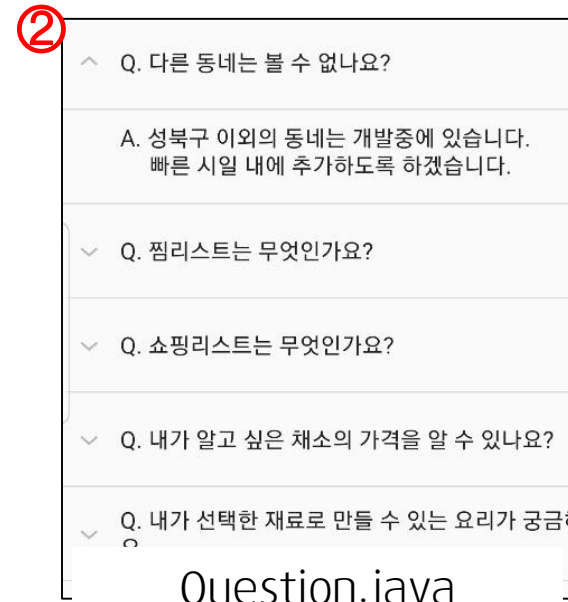 ②
Q. 다른 동네는 볼 수 없나요?
A. 성북구 이외의 동네는 개발중에 있습니다.
빠른 시일 내에 추가하도록 하겠습니다.
Q. 찜리스트는 무엇인가요?
Q. 쇼핑리스트는 무엇인가요?
Q. 내가 알고 싶은 채소의 가격을 알 수 있나요?
Q. 내가 선택한 재료로 만들 수 있는 요리가
Question.java